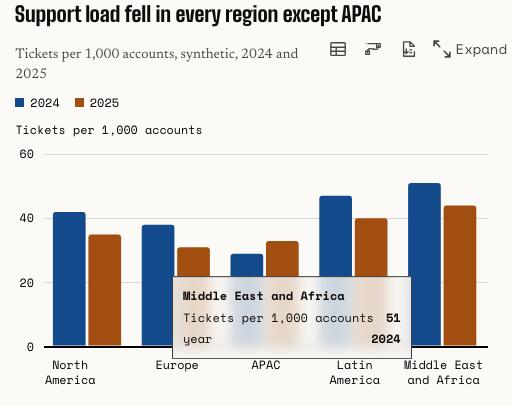 Support load fell in every region except APAC
Tickets per 1,000 accounts, synthetic, 2024 and
2025
Expand
2024 2025
Tickets per 1,000 accounts
60
40
20
0
Middle East and Africa
Tickets per 1,000 accounts 51
year 2024
North
America
Europe
APAC
Latin
America
Middle East
and Africa